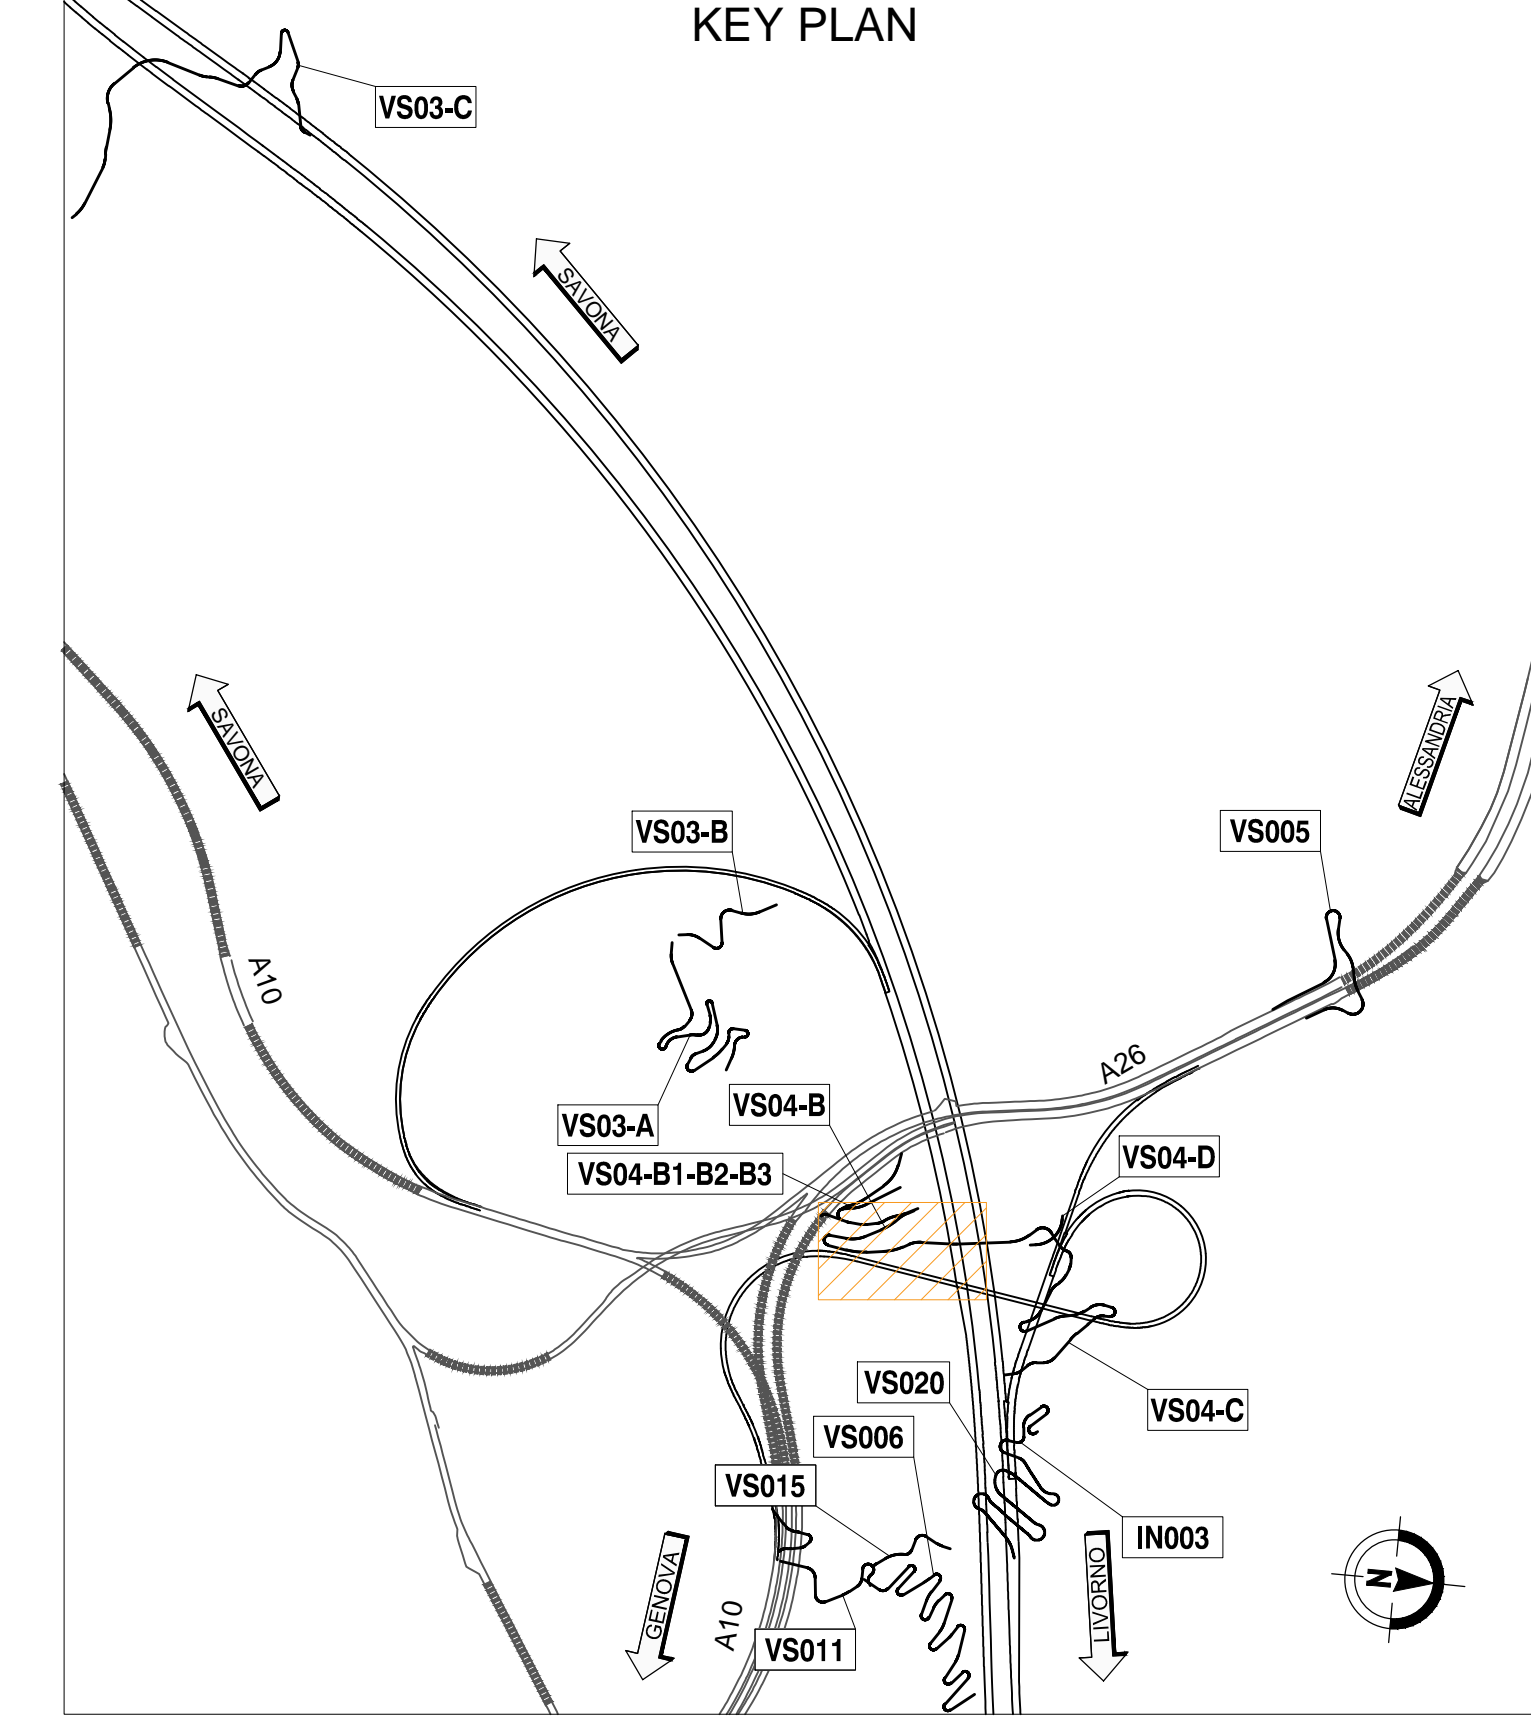 KEY PLAN
VS03-C
SAVONA
SAVONA
ALESSANDRIA
VS03-B
VS005
A10
A26
VS04-B
VS03-A
VS04-D
VS04-B1-B2-B3
VS020
VS04-C
VS006
VS015
IN003
GENOVA
LIVORNO
N
A10
VS011